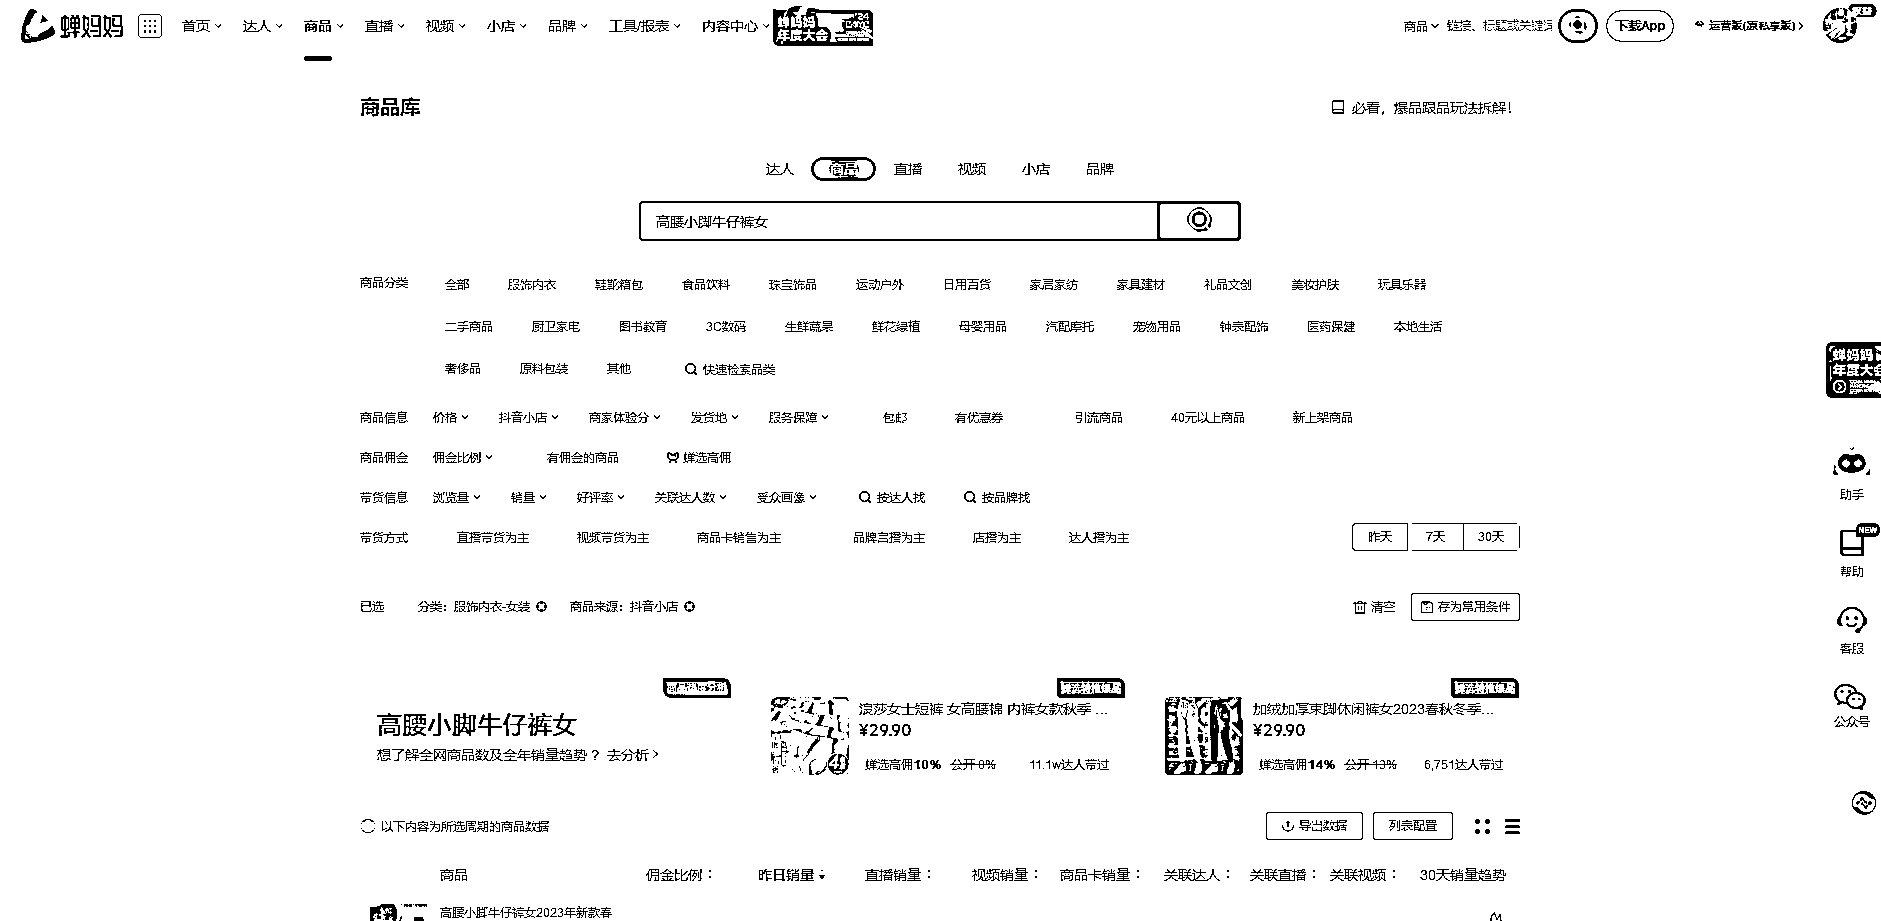 蝉妈妈 首页 达人 商品 直播 视频 小店 品牌 工具/报表 内容中心 蝉妈妈 年度大会 商品 链接、标题或关键词 下载App 运营版(原私享版)
商品库
必看，爆品跟品玩法拆解！
达人 商品 直播 视频 小店 品牌
高腰小脚牛仔裤女
商品分类 全部 服饰内衣 鞋靴箱包 食品饮料 珠宝饰品 运动户外 日用百货 家居家纺 家具建材 礼品文创 美妆护肤 玩具乐器
二手商品 厨卫家电 图书教育 3C数码 生鲜蔬果 鲜花绿植 母婴用品 汽配摩托 宠物用品 钟表配饰 医药保健 本地生活
奢侈品 原料包装 其他 快速检索品类
商品信息 价格 抖音小店 商家体验分 发货地 服务保障 包邮 有优惠券 引流商品 40元以上商品 新上架商品
商品佣金 佣金比例 有佣金的商品 蝉选高佣
带货信息 浏览量 销量 好评率 关联达人数 受众画像 按达人找 按品牌找
带货方式 直播带货为主 视频带货为主 商品卡销售为主 品牌自播为主 店播为主 达人播为主 昨天 7天 30天
已选 分类：服饰内衣-女装 商品来源：抖音小店 清空 存为常用条件
高腰小脚牛仔裤女
想了解全网商品数及全年销量趋势？ 去分析
浪莎女士短裤 女高腰锦 内裤女款秋季 ...
¥29.90
蝉选高佣10% 公开 8% 11.1w达人带过
加绒加厚束脚休闲裤女2023春秋冬季...
¥29.90
蝉选高佣14% 公开 13% 6,751达人带过
以下内容为所选周期的商品数据 导出数据 列表配置
商品 佣金比例 昨日销量 直播销量 视频销量 商品卡销量 关联达人 关联直播 关联视频 30天销量趋势
高腰小脚牛仔裤女2023年新款春
蝉妈妈
年度大会
助手
NEW
帮助
客服
公众号